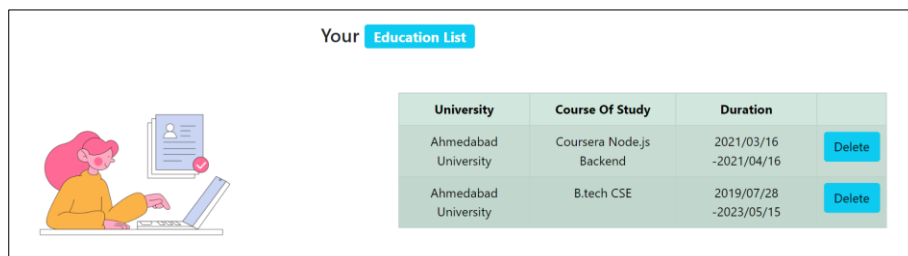 Your Education List
University Course Of Study Duration
Ahmedabad University Coursera Node.js Backend 2021/03/16 -2021/04/16 Delete
Ahmedabad University B.tech CSE 2019/07/28 -2023/05/15 Delete